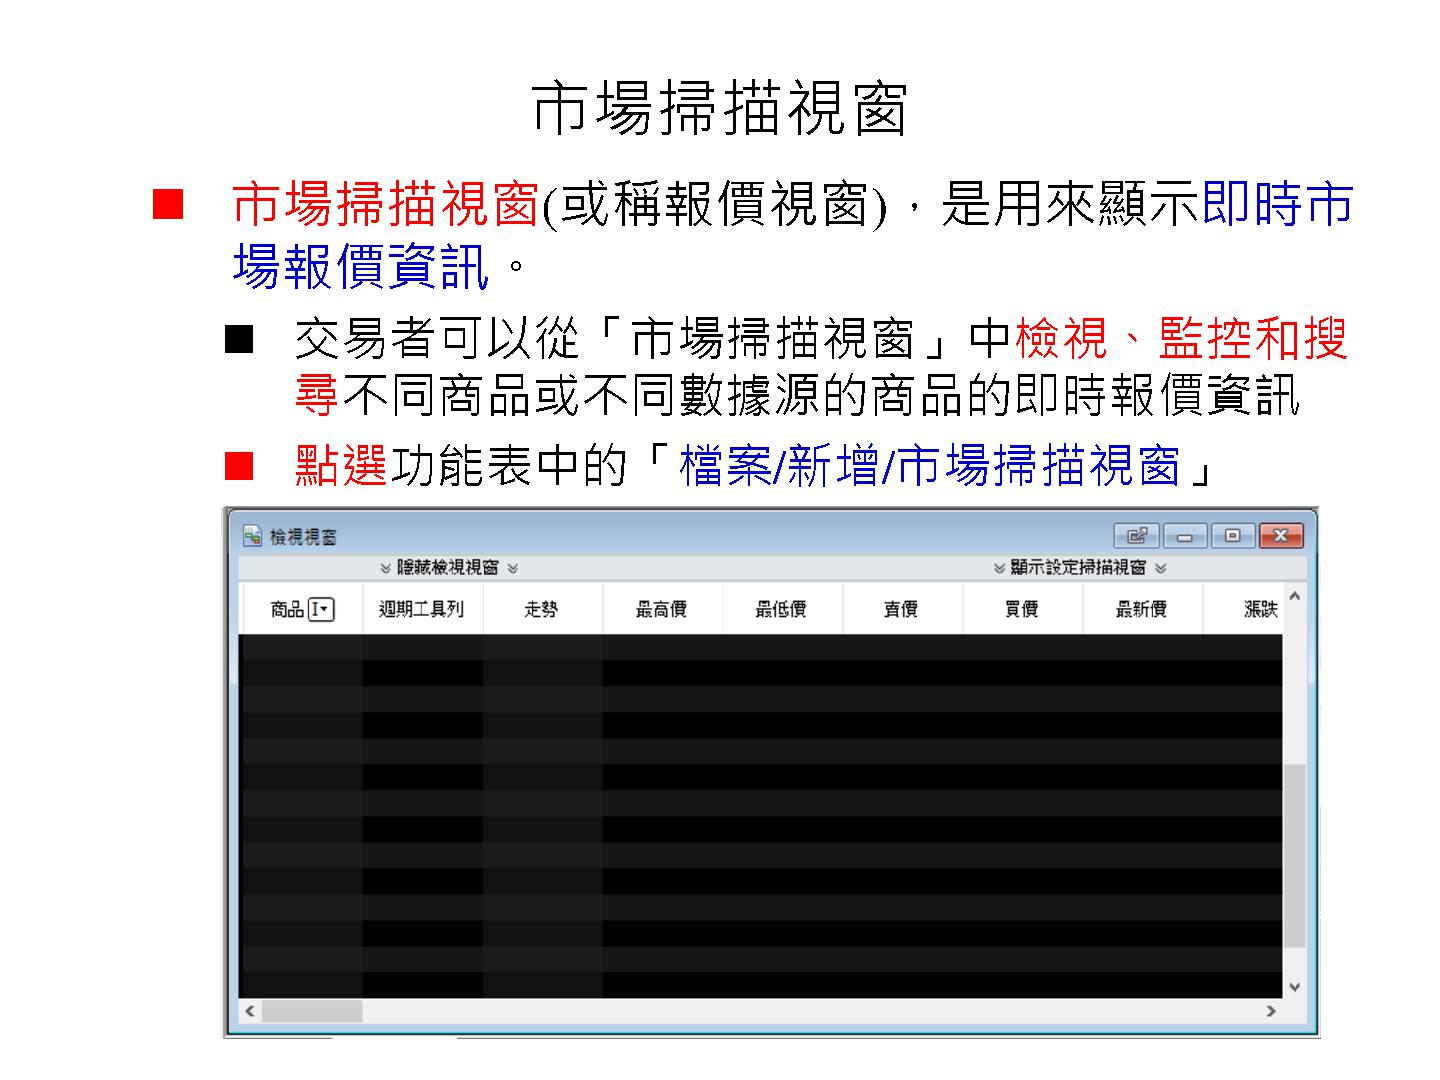 市場掃描視窗
市場掃描視窗(或稱報價視窗)，是用來顯示即時市
場報價資訊。
交易者可以從「市場掃描視窗」中檢視、監控和搜
尋不同商品或不同數據源的商品的即時報價資訊
點選功能表中的「檔案/新增/市場掃描視窗」
檢視視窗
隱藏檢視視窗 顯示設定掃描視窗
商品 I 週期工具列 走勢 最高價 最低價 賣價 買價 最新價 漲跌